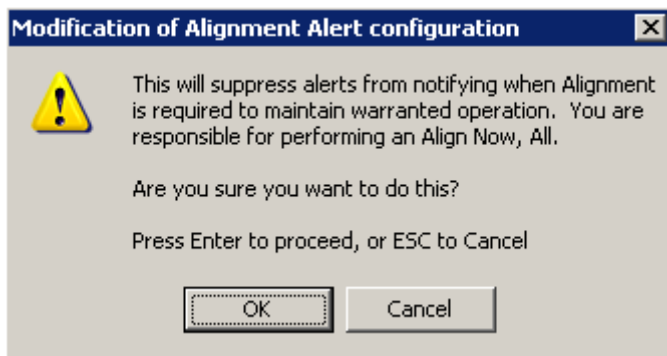 Modification of Alignment Alert configuration
This will suppress alerts from notifying when Alignment
is required to maintain warranted operation.  You are
responsible for performing an Align Now, All.
Are you sure you want to do this?
Press Enter to proceed, or ESC to Cancel
OK
Cancel